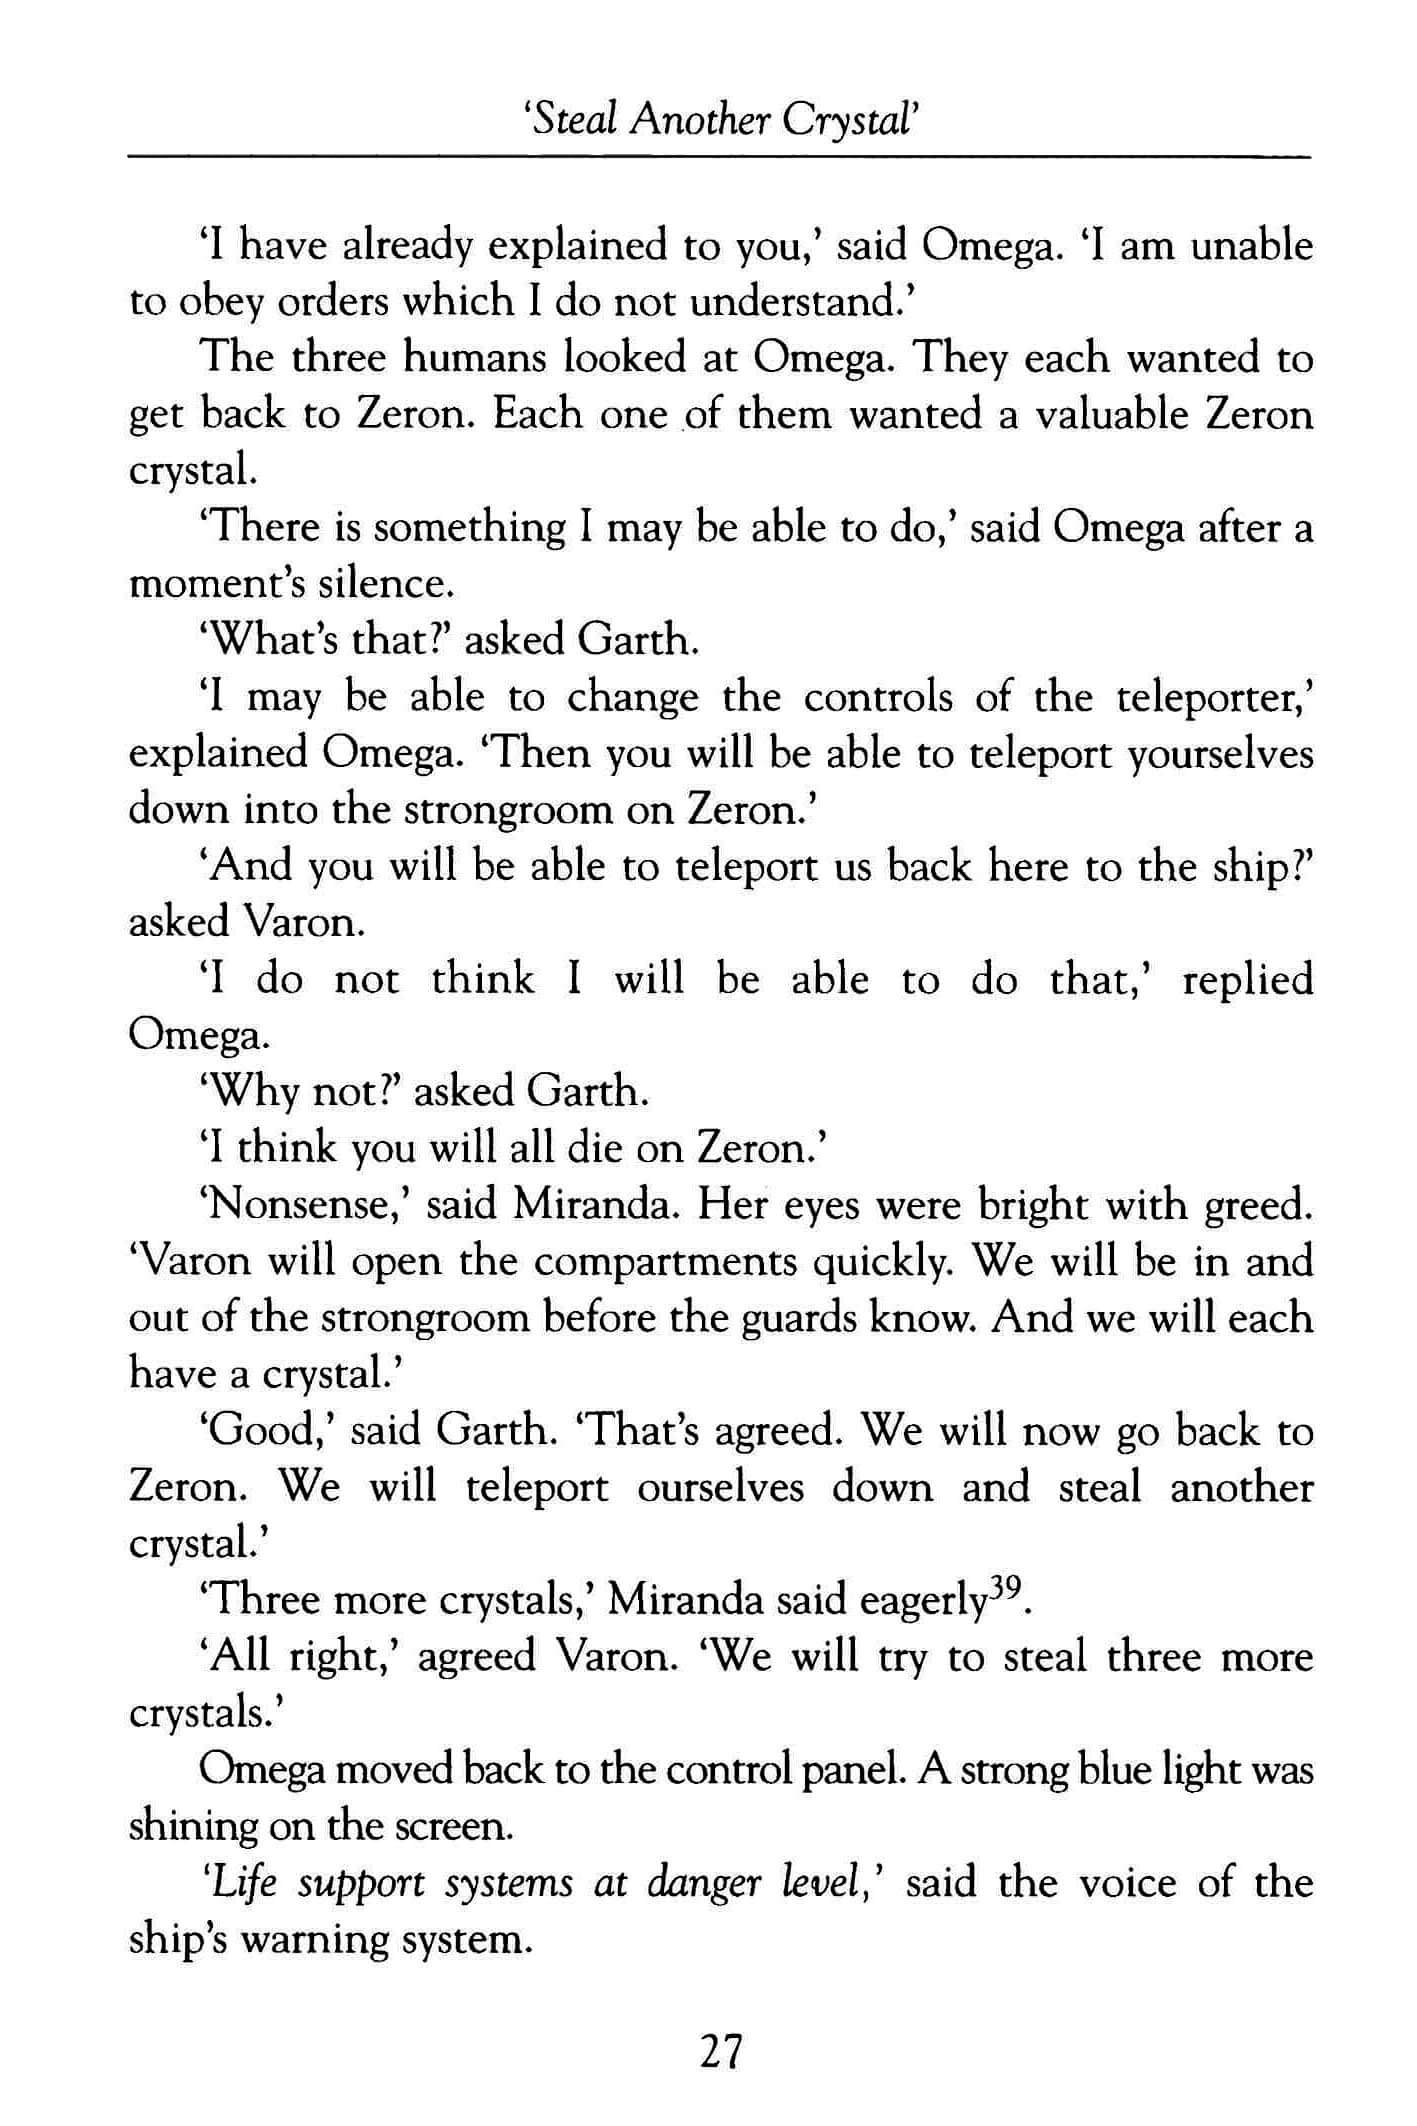 ‘Steal Another Crystal’
‘I have already explained to you,’ said Omega. ‘I am unable
to obey orders which I do not understand.’
The three humans looked at Omega. They each wanted to
get back to Zeron. Each one of them wanted a valuable Zeron
crystal.
‘There is something I may be able to do,’ said Omega after a
moment’s silence.
‘What’s that?’ asked Garth.
‘I may be able to change the controls of the teleporter,’
explained Omega. ‘Then you will be able to teleport yourselves
down into the strongroom on Zeron.’
‘And you will be able to teleport us back here to the ship?’
asked Varon.
‘I do not think I will be able to do that,’ replied
Omega.
‘Why not?’ asked Garth.
‘I think you will all die on Zeron.’
‘Nonsense,’ said Miranda. Her eyes were bright with greed.
‘Varon will open the compartments quickly. We will be in and
out of the strongroom before the guards know. And we will each
have a crystal.’
‘Good,’ said Garth. ‘That’s agreed. We will now go back to
Zeron. We will teleport ourselves down and steal another
crystal.’
‘Three more crystals,’ Miranda said eagerly³⁹.
‘All right,’ agreed Varon. ‘We will try to steal three more
crystals.’
Omega moved back to the control panel. A strong blue light was
shining on the screen.
‘Life support systems at danger level,’ said the voice of the
ship’s warning system.
27